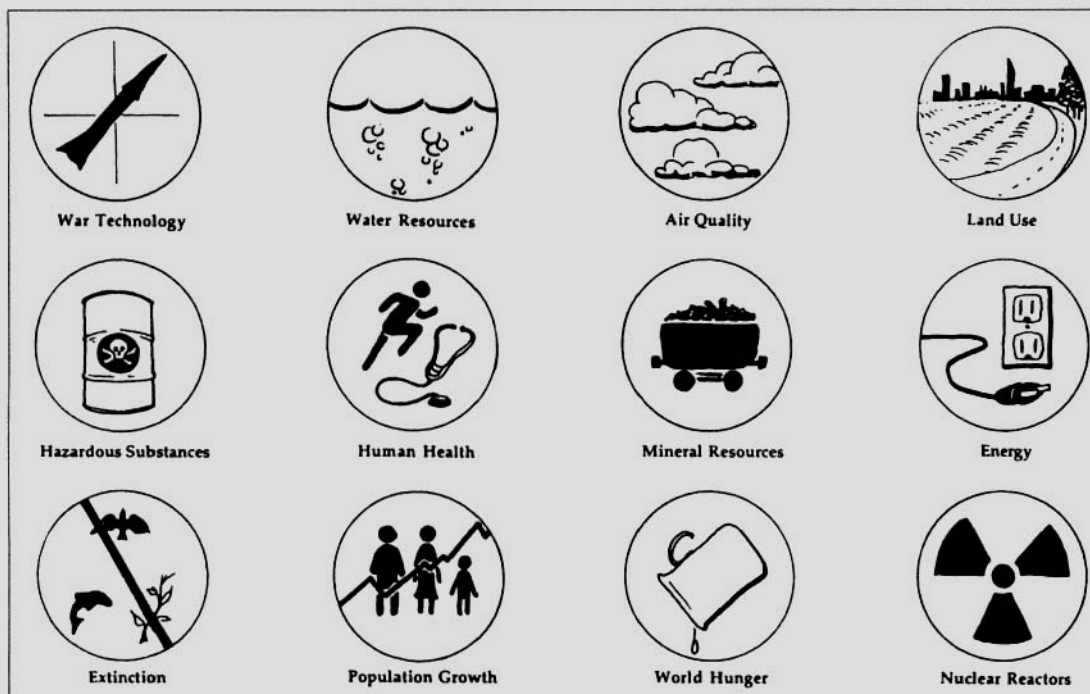 War Technology
Water Resources
Air Quality
Land Use
Hazardous Substances
Human Health
Mineral Resources
Energy
Extinction
Population Growth
World Hunger
Nuclear Reactors